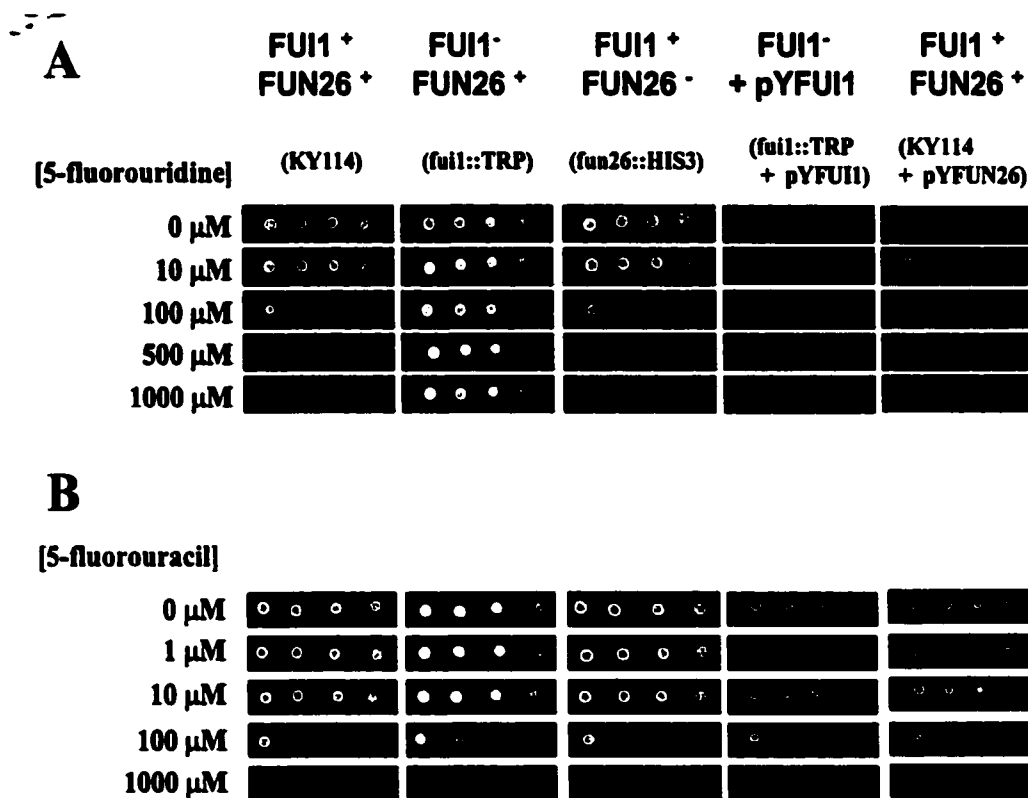 A
FUI1 + FUI1- FUI1 + FUI1- FUI1 +
FUN26 + FUN26 + FUN26 - + pYFUI1 FUN26 +
[5-fluorouridine] (KY114) (fui1::TRP) (fun26::HIS3) (fui1::TRP + pYFUI1) (KY114 + pYFUN26)
0 µM
10 µM
100 µM
500 µM
1000 µM
B
[5-fluorouracil]
0 µM
1 µM
10 µM
100 µM
1000 µM